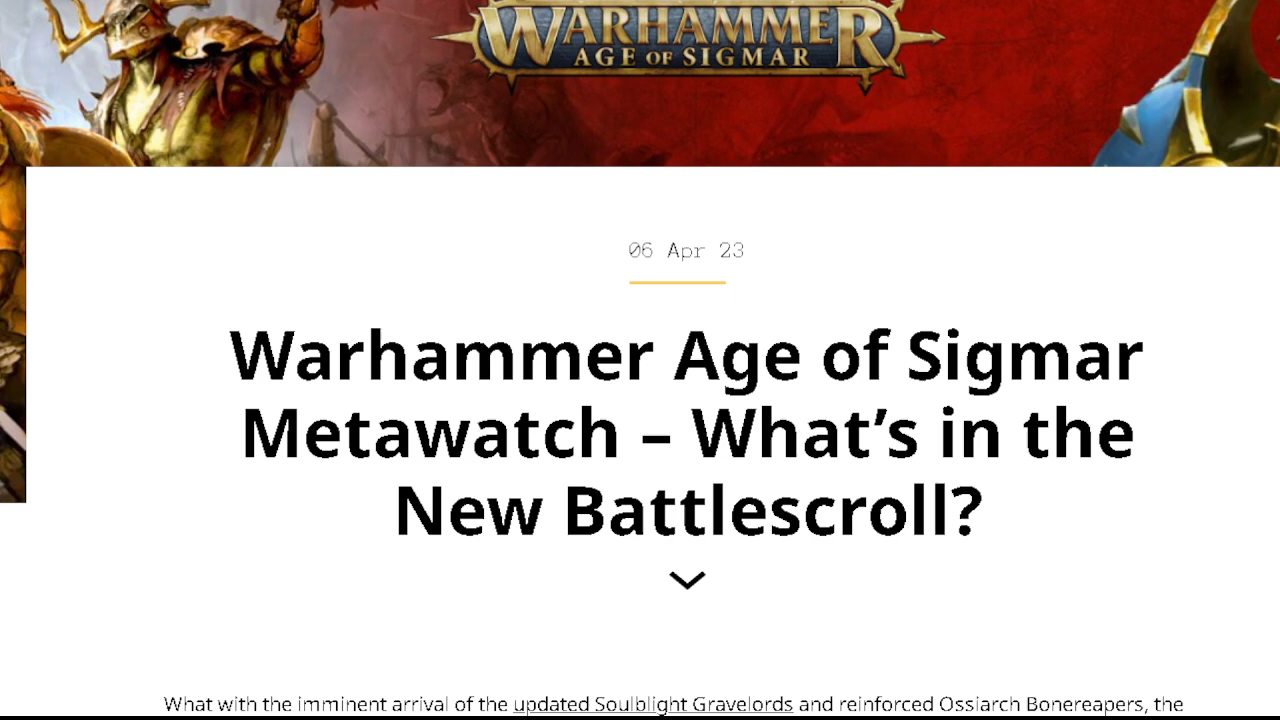 WARHAMMER
AGE OF SIGMAR
06 Apr 23
Warhammer Age of Sigmar
Metawatch – What’s in the
New Battlescroll?
What with the imminent arrival of the updated Soulblight Gravelords and reinforced Ossiarch Bonereapers, the